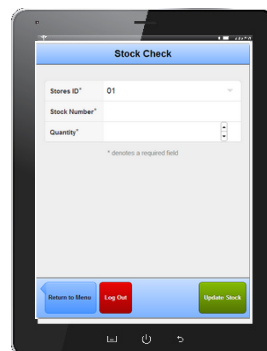 Stock Check
Stores ID* 01
Stock Number*
Quantity*
* denotes a required field
Return to Menu Log Out Update Stock